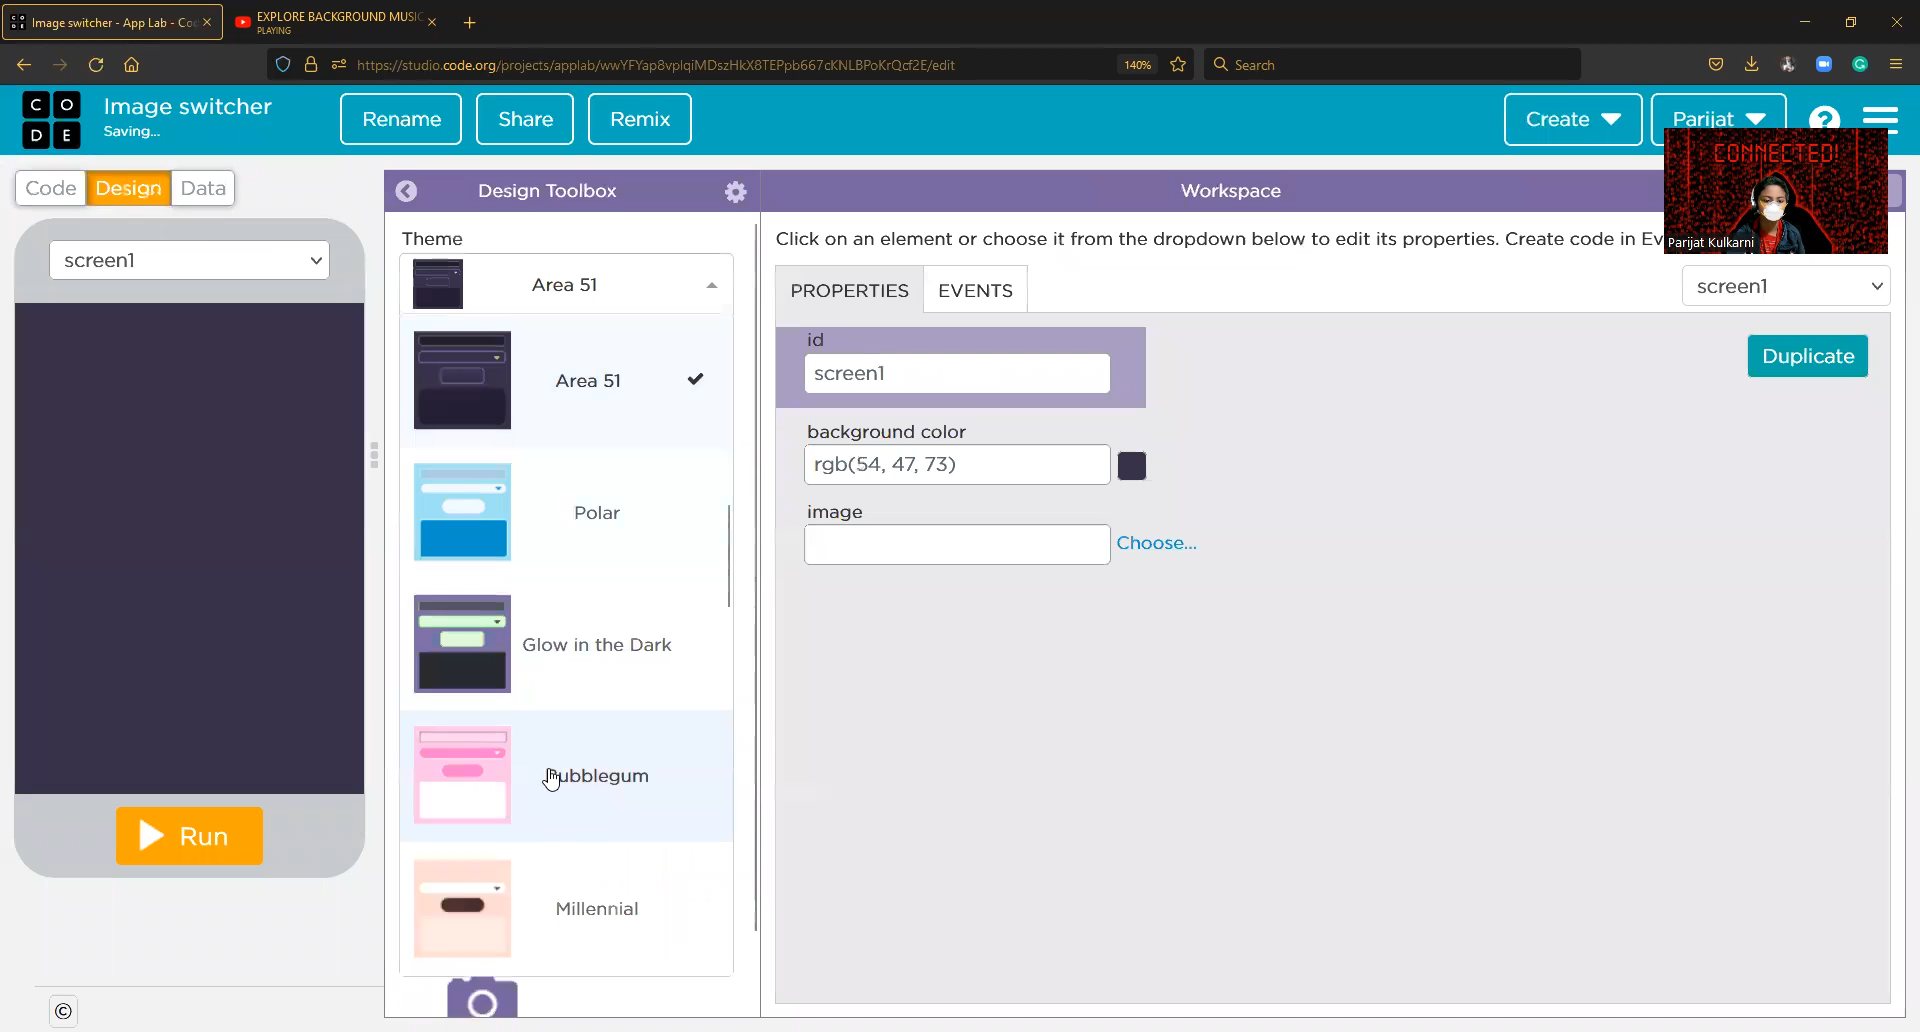 Image switcher - App Lab - Co
EXPLORE BACKGROUND MUSIC
PLAYING
https://studio.code.org/projects/applab/wwYFYap8vplqiMDszHkX8TEPpb667cKNLBPoKrQcf2E/edit
140%
Search
C O
D E
Image switcher
Saving...
Rename
Share
Remix
Create
Parijat
?
CONNECTED!
Parijat Kulkarni
Code
Design
Data
Design Toolbox
Workspace
screen1
Theme
Area 51
Area 51
Polar
Glow in the Dark
ubblegum
Millennial
Click on an element or choose it from the dropdown below to edit its properties. Create code in Ev
PROPERTIES
EVENTS
screen1
id
screen1
Duplicate
background color
rgb(54, 47, 73)
image
Choose...
Run
©